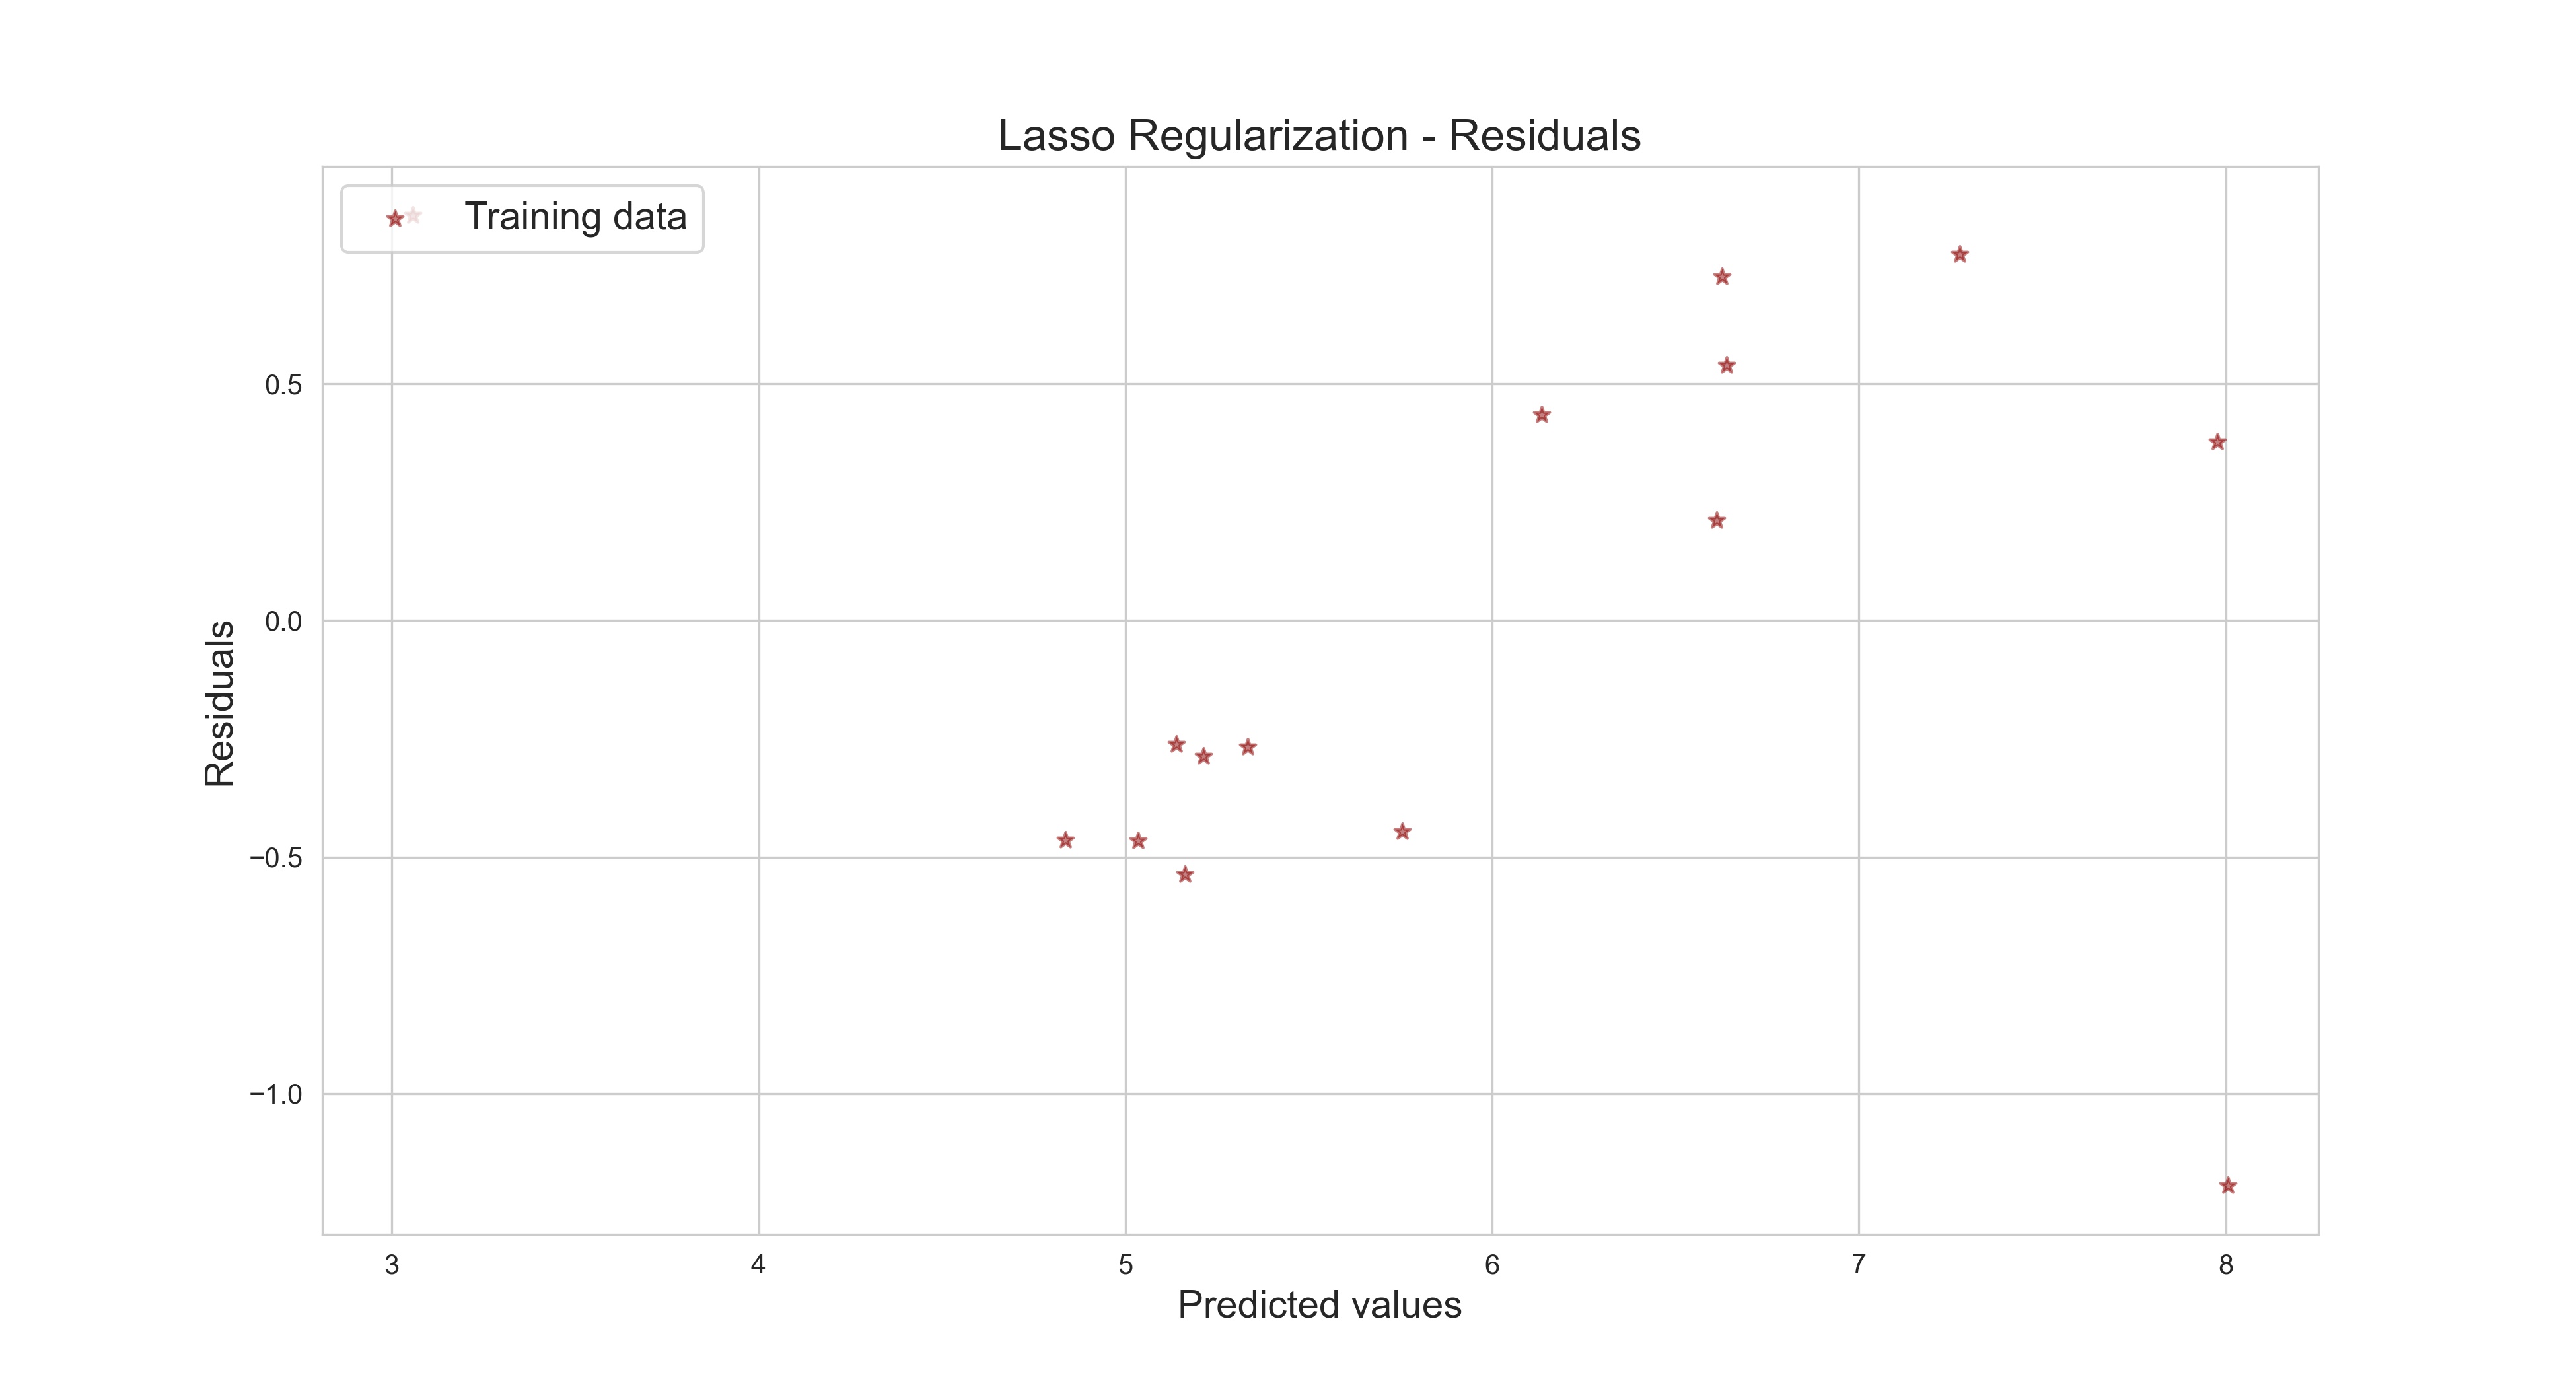 Lasso Regularization - Residuals
Training data
0.5
0.0
−0.5
−1.0
Residuals
3 4 5 6 7 8
Predicted values